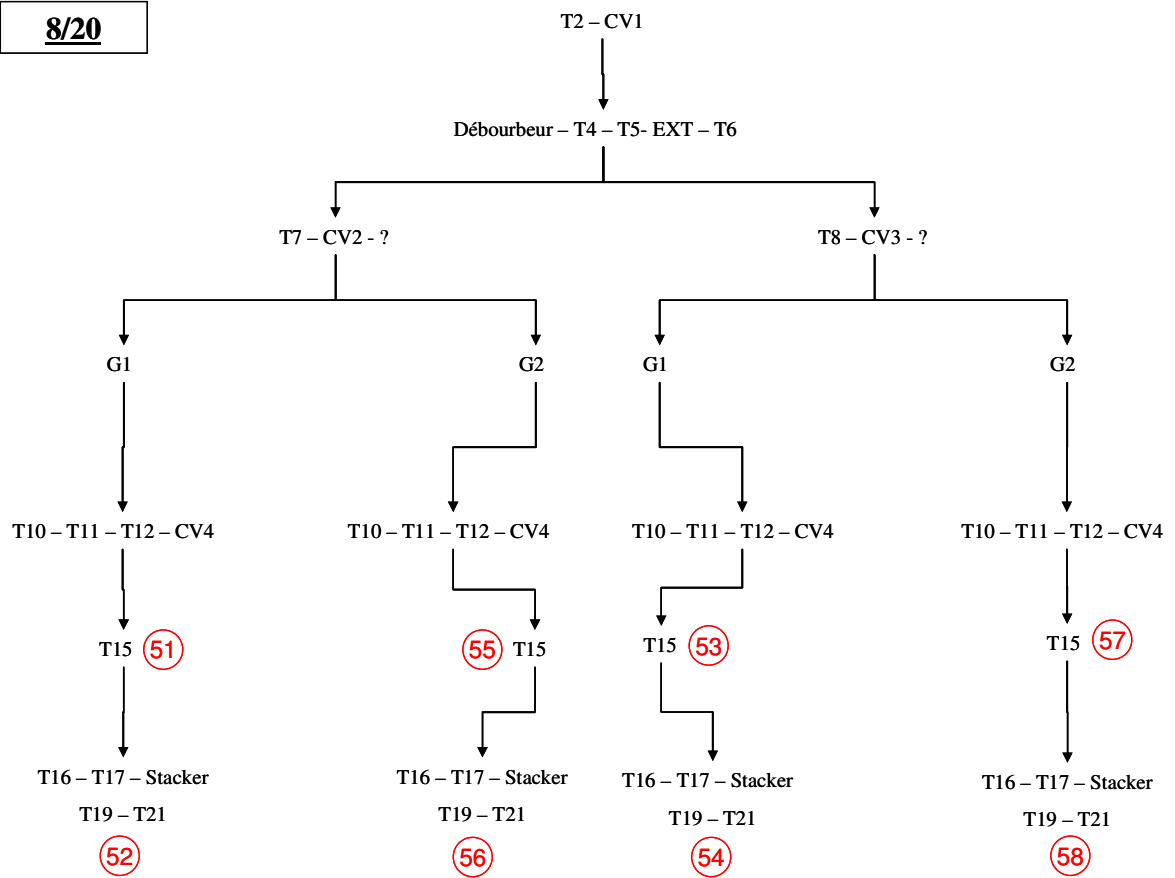 8/20
T2 – CV1
Débourbeur – T4 – T5- EXT – T6
T7 – CV2 - ?
T8 – CV3 - ?
G1
G2
G1
G2
T10 – T11 – T12 – CV4
T10 – T11 – T12 – CV4
T10 – T11 – T12 – CV4
T10 – T11 – T12 – CV4
T15 51
55 T15
T15 53
T15 57
T16 – T17 – Stacker
T19 – T21
52
T16 – T17 – Stacker
T19 – T21
56
T16 – T17 – Stacker
T19 – T21
54
T16 – T17 – Stacker
T19 – T21
58